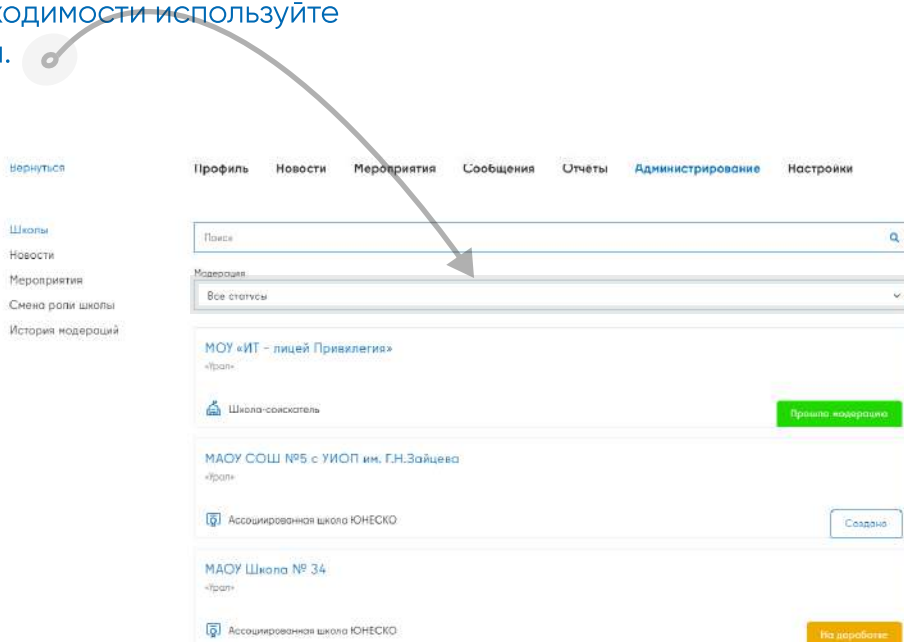 ходимости используйте
Вернуться
Профиль Новости Мероприятия Сообщения Отчёты Администрирование Настройки
Школы
Новости
Мероприятия
Смена роли школы
История модераций
Поиск
Модерация
Все статусы
МОУ «ИТ - лицей Привилегия»
«Урал»
Школа-соискатель
Прошла модерацию
МАОУ СОШ №5 с УИОП им. Г.Н.Зайцева
«Урал»
Ассоциированная школа ЮНЕСКО
Создана
МАОУ Школа № 34
«Урал»
Ассоциированная школа ЮНЕСКО
На доработке